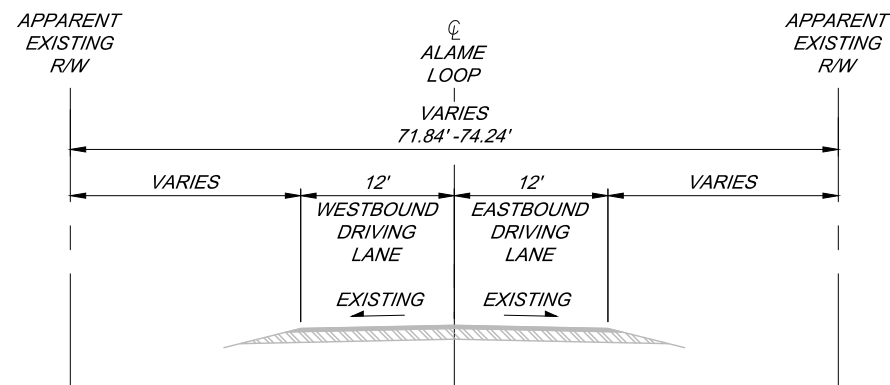 APPARENT
EXISTING
R/W
℄
ALAME
LOOP
APPARENT
EXISTING
R/W
VARIES
71.84' -74.24'
VARIES
12'
12'
VARIES
WESTBOUND
DRIVING
LANE
EASTBOUND
DRIVING
LANE
EXISTING
EXISTING